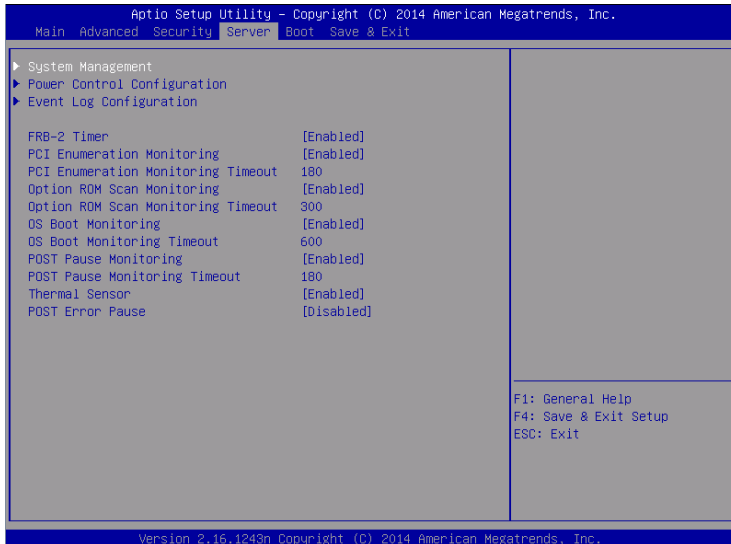 Aptio Setup Utility – Copyright (C) 2014 American Megatrends, Inc.
Main Advanced Security Server Boot Save & Exit
System Management
Power Control Configuration
Event Log Configuration
FRB-2 Timer [Enabled]
PCI Enumeration Monitoring [Enabled]
PCI Enumeration Monitoring Timeout 180
Option ROM Scan Monitoring [Enabled]
Option ROM Scan Monitoring Timeout 300
OS Boot Monitoring [Enabled]
OS Boot Monitoring Timeout 600
POST Pause Monitoring [Enabled]
POST Pause Monitoring Timeout 180
Thermal Sensor [Enabled]
POST Error Pause [Disabled]
F1: General Help
F4: Save & Exit Setup
ESC: Exit
Version 2.16.1243n Copyright (C) 2014 American Megatrends, Inc.